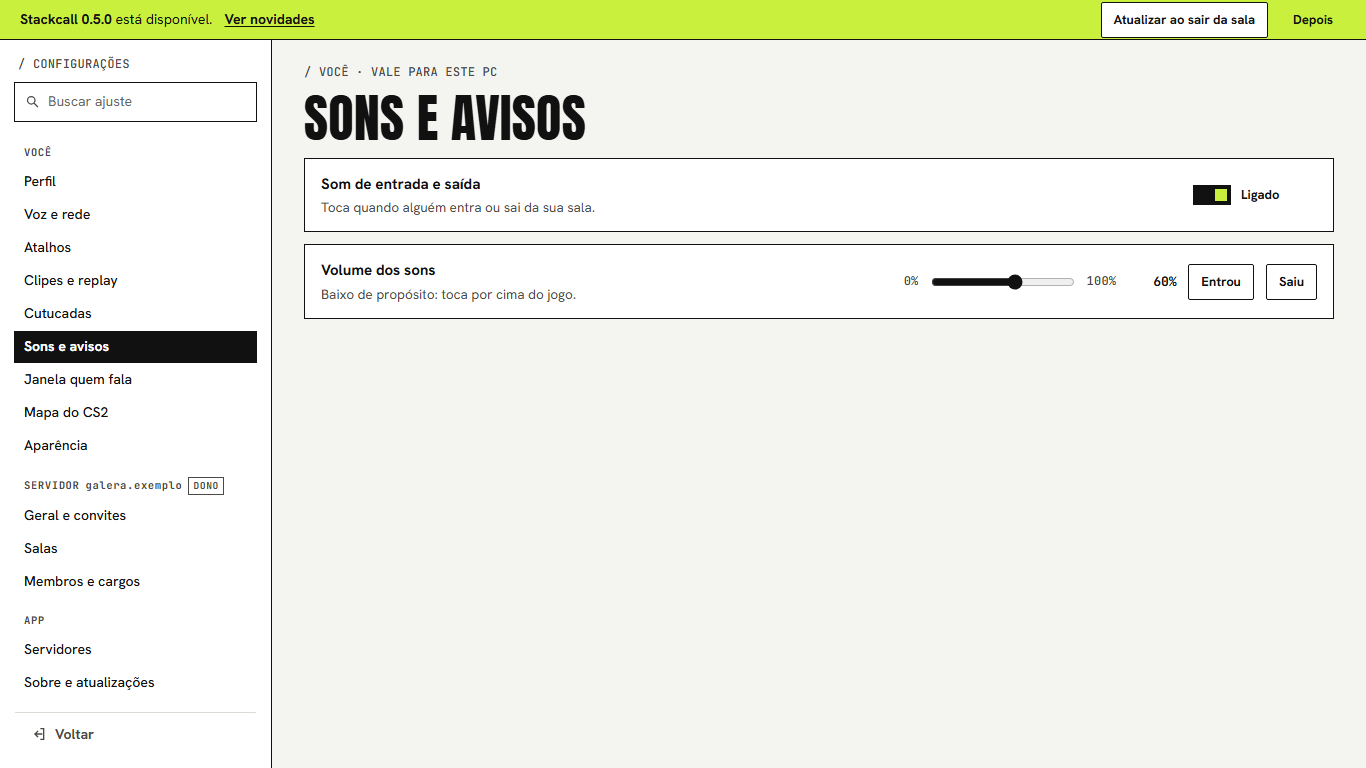 Stackcall 0.5.0 está disponível. Ver novidades
Atualizar ao sair da sala
Depois
/ CONFIGURAÇÕES
Buscar ajuste
VOCÊ
Perfil
Voz e rede
Atalhos
Clipes e replay
Cutucadas
Sons e avisos
Janela quem fala
Mapa do CS2
Aparência
SERVIDOR galera.exemplo DONO
Geral e convites
Salas
Membros e cargos
APP
Servidores
Sobre e atualizações
Voltar
/ VOCÊ · VALE PARA ESTE PC
SONS E AVISOS
Som de entrada e saída
Toca quando alguém entra ou sai da sua sala.
Ligado
Volume dos sons
Baixo de propósito: toca por cima do jogo.
0% 100% 60% Entrou Saiu